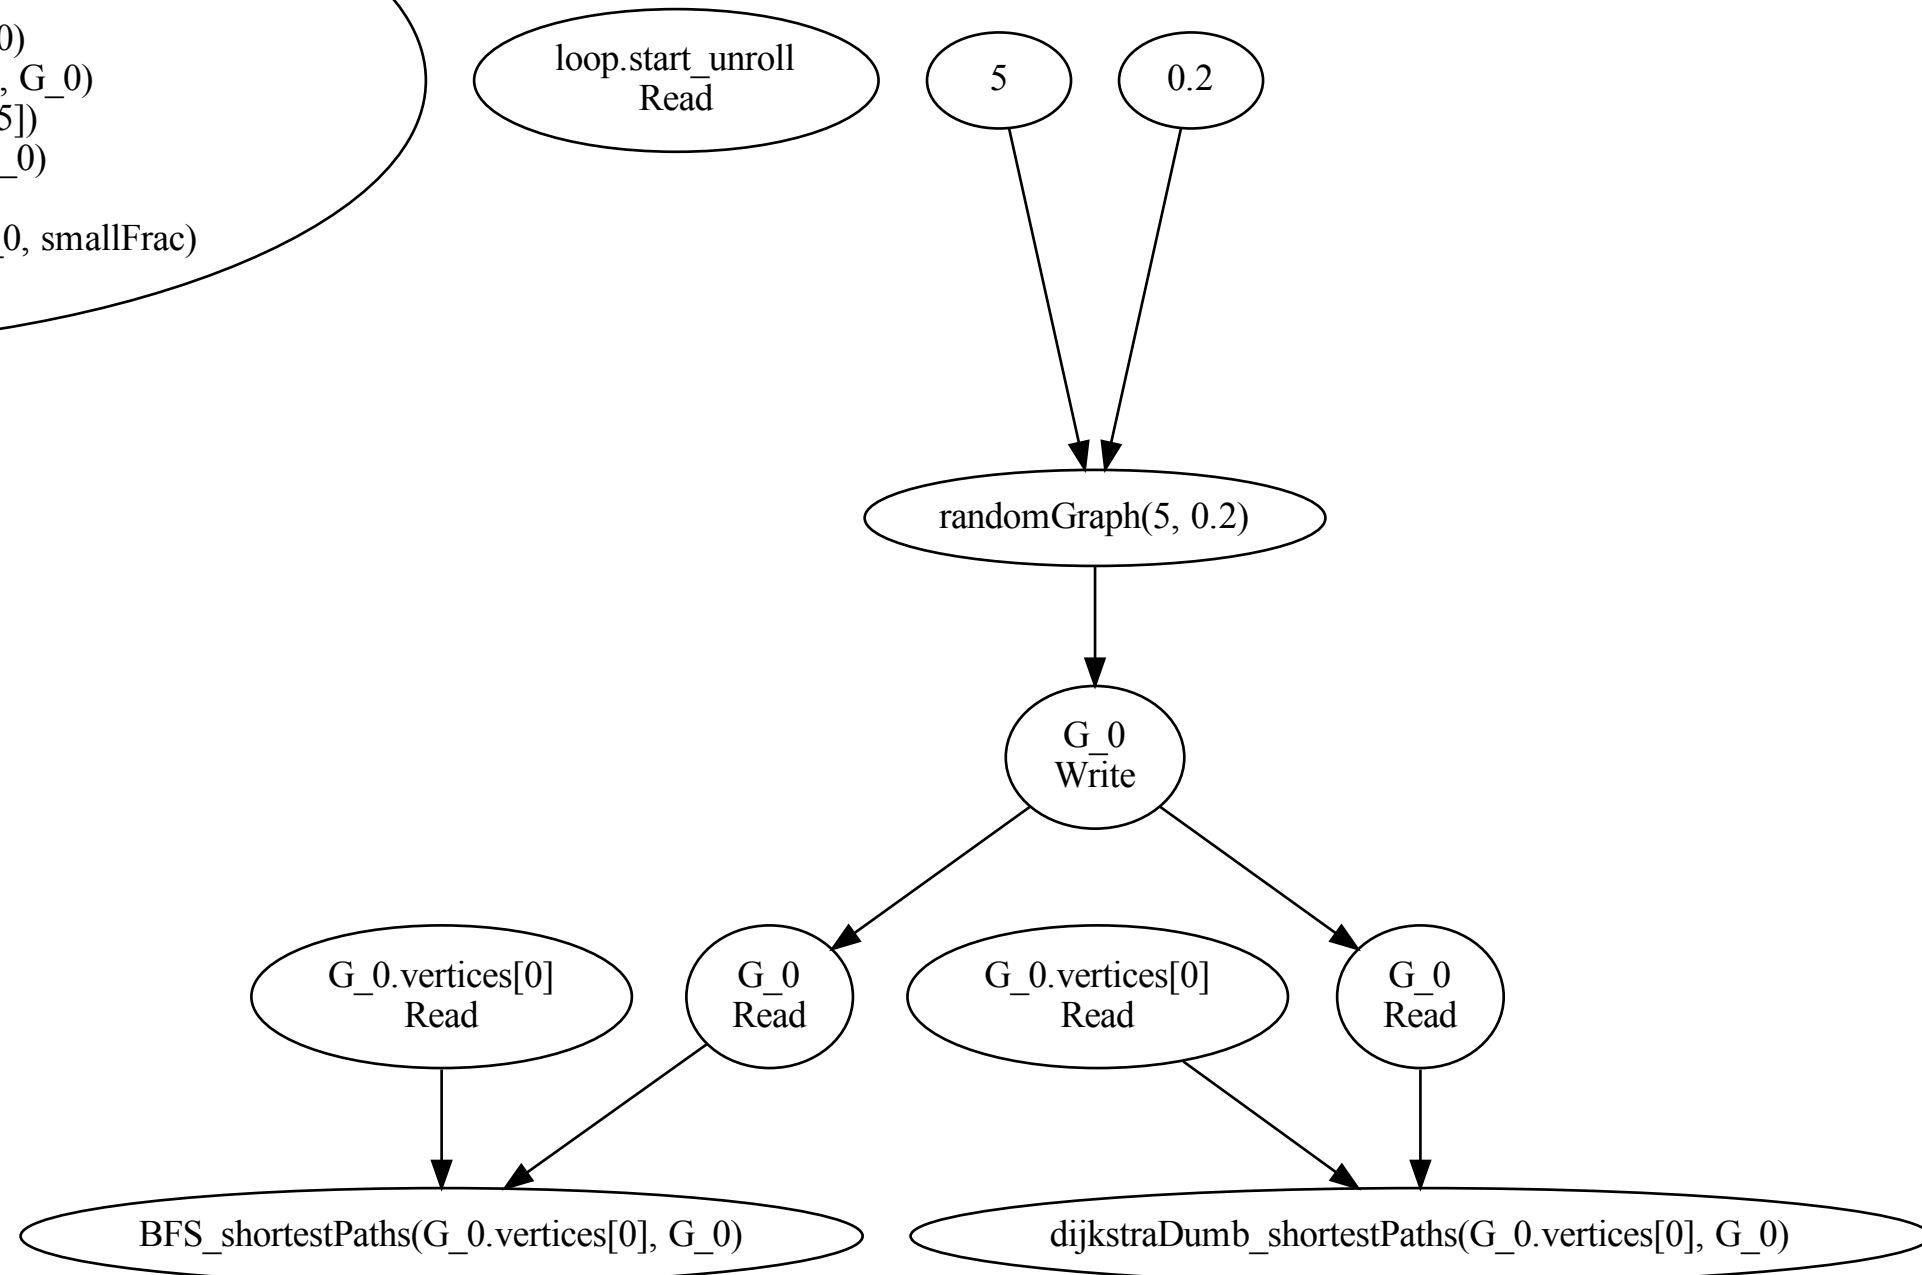 0)
, G_0)
5])
_0)
_0, smallFrac)
loop.start_unroll
Read
5
0.2
randomGraph(5, 0.2)
G_0
Write
G_0.vertices[0]
Read
G_0
Read
G_0.vertices[0]
Read
G_0
Read
BFS_shortestPaths(G_0.vertices[0], G_0)
dijkstraDumb_shortestPaths(G_0.vertices[0], G_0)